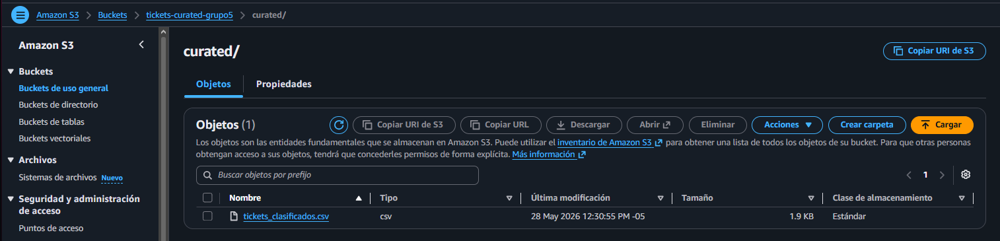 Amazon S3 > Buckets > tickets-curated-grupo5 > curated/
Amazon S3
Buckets
Buckets de uso general
Buckets de directorio
Buckets de tablas
Buckets vectoriales
Archivos
Sistemas de archivos Nuevo
Seguridad y administración
de acceso
Puntos de acceso
curated/
Copiar URI de S3
Objetos Propiedades
Objetos (1)
Copiar URI de S3 Copiar URL Descargar Abrir Eliminar Acciones Crear carpeta Cargar
Los objetos son las entidades fundamentales que se almacenan en Amazon S3. Puede utilizar el inventario de Amazon S3 para obtener una lista de todos los objetos de su bucket. Para que otras personas
obtengan acceso a sus objetos, tendrá que concederles permisos de forma explícita. Más información
Buscar objetos por prefijo
1
Nombre Tipo Última modificación Tamaño Clase de almacenamiento
tickets_clasificados.csv csv 28 May 2026 12:30:55 PM -05 1.9 KB Estándar